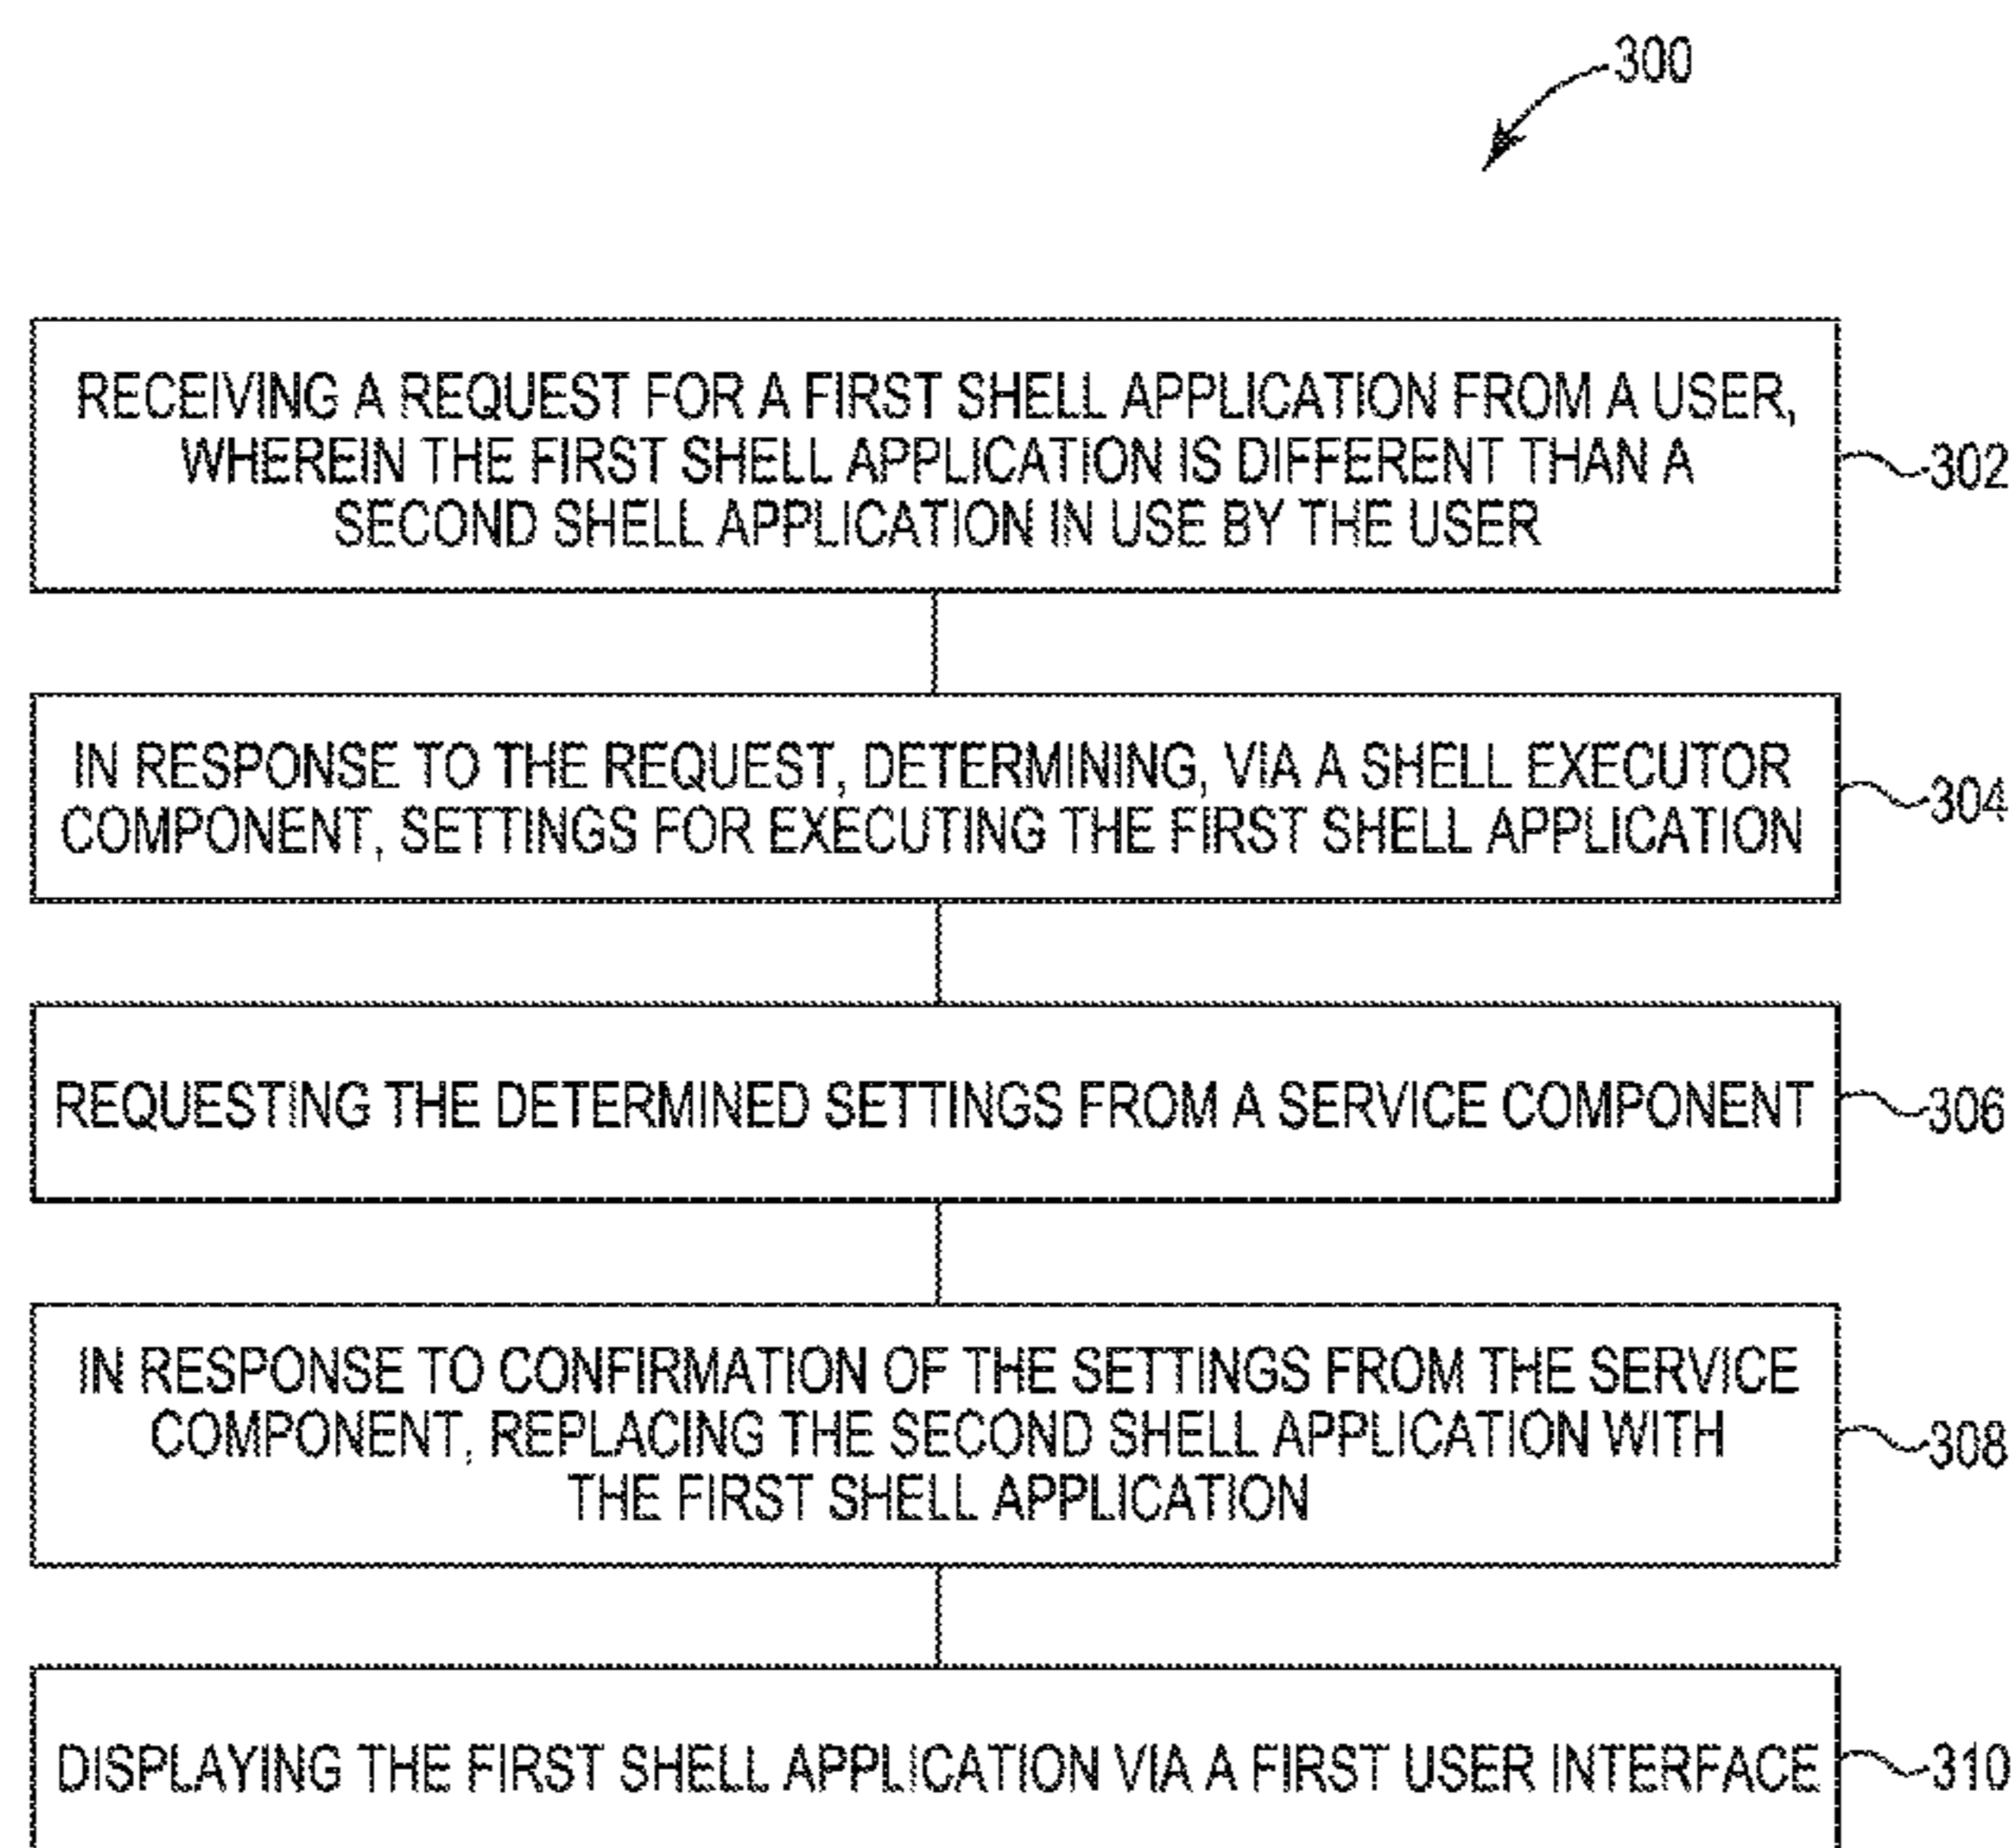 300
RECEIVING A REQUEST FOR A FIRST SHELL APPLICATION FROM A USER,
WHEREIN THE FIRST SHELL APPLICATION IS DIFFERENT THAN A
SECOND SHELL APPLICATION IN USE BY THE USER
302
IN RESPONSE TO THE REQUEST, DETERMINING, VIA A SHELL EXECUTOR
COMPONENT, SETTINGS FOR EXECUTING THE FIRST SHELL APPLICATION
304
REQUESTING THE DETERMINED SETTINGS FROM A SERVICE COMPONENT
306
IN RESPONSE TO CONFIRMATION OF THE SETTINGS FROM THE SERVICE
COMPONENT, REPLACING THE SECOND SHELL APPLICATION WITH
THE FIRST SHELL APPLICATION
308
DISPLAYING THE FIRST SHELL APPLICATION VIA A FIRST USER INTERFACE
310